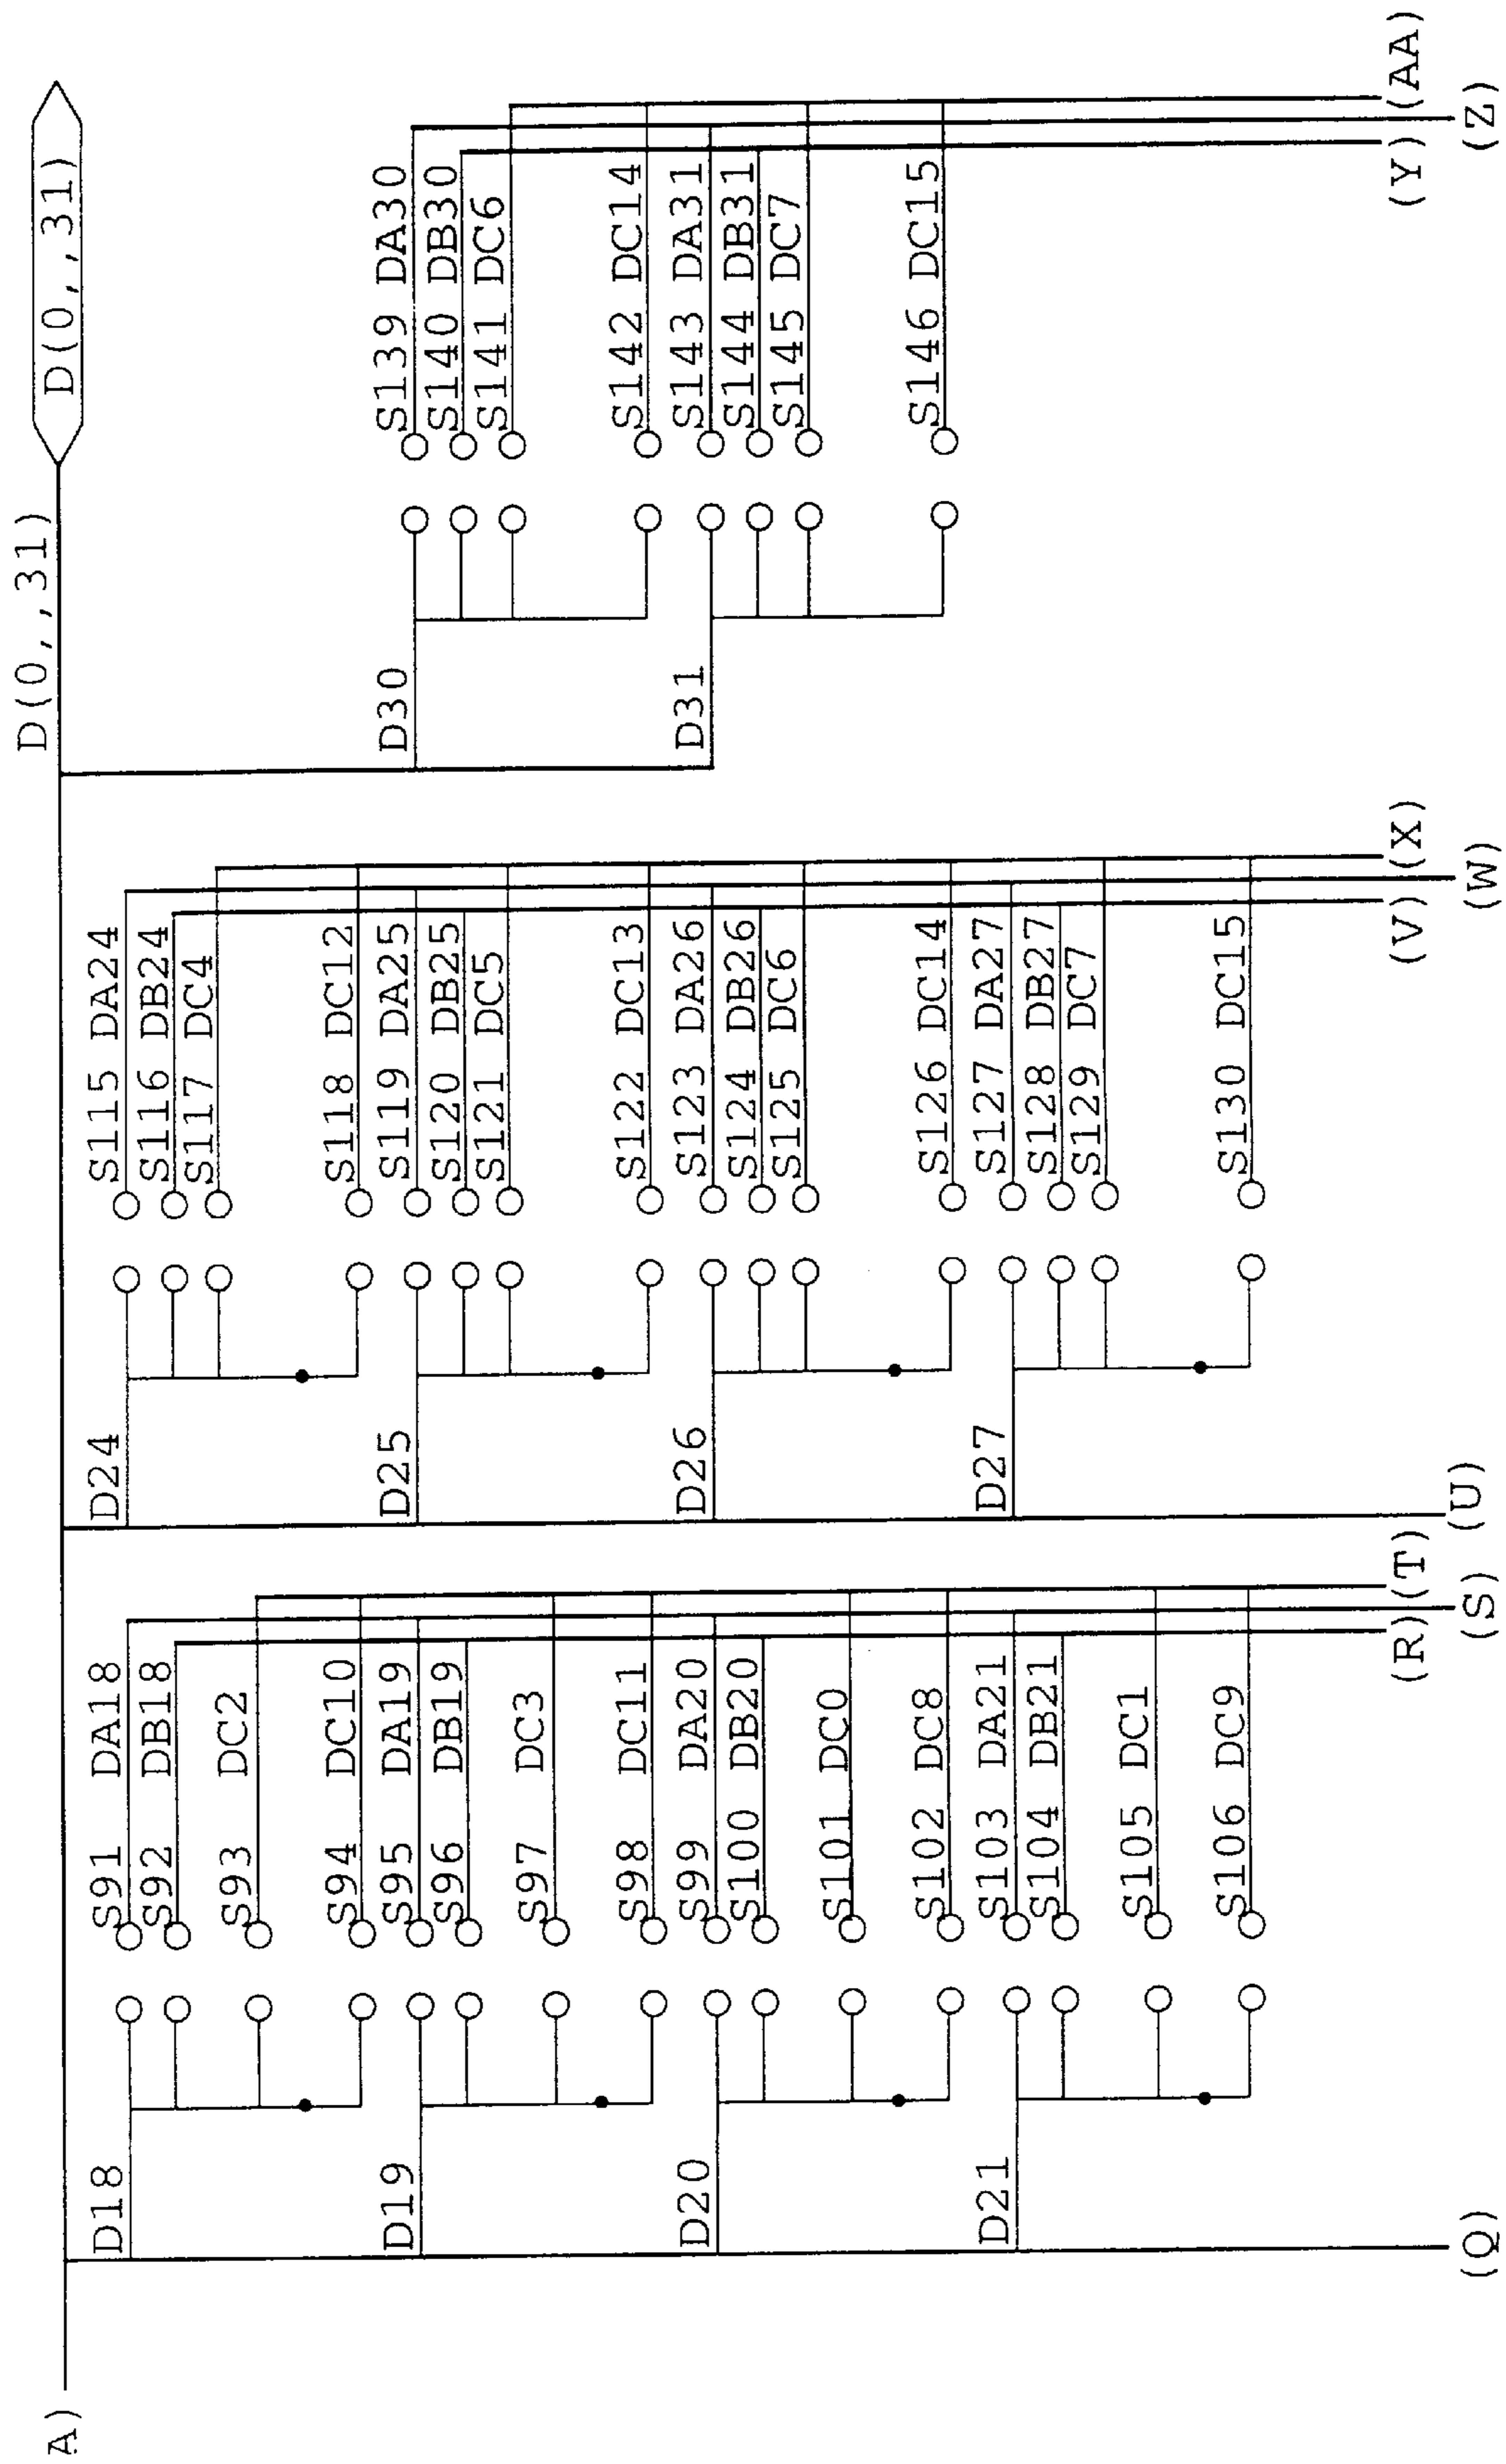 D(0,,31)
D(0,,31)
A)
D18
S91 DA18
S92 DB18
S93 DC2
S94 DC10
D19
S95 DA19
S96 DB19
S97 DC3
S98 DC11
D20
S99 DA20
S100 DB20
S101 DC0
S102 DC8
D21
S103 DA21
S104 DB21
S105 DC1
S106 DC9
(Q)
(R)
(T)
(S)
D24
S115 DA24
S116 DB24
S117 DC4
S118 DC12
D25
S119 DA25
S120 DB25
S121 DC5
S122 DC13
D26
S123 DA26
S124 DB26
S125 DC6
S126 DC14
D27
S127 DA27
S128 DB27
S129 DC7
S130 DC15
(U)
(V)
(X)
(W)
D30
S139 DA30
S140 DB30
S141 DC6
S142 DC14
D31
S143 DA31
S144 DB31
S145 DC7
S146 DC15
(Y)
(AA)
(Z)